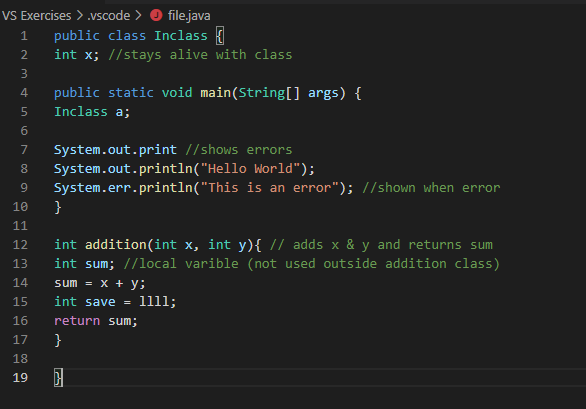 VS Exercises > .vscode > J file.java
1 public class Inclass {
2 int x; //stays alive with class
3
4 public static void main(String[] args) {
5 Inclass a;
6
7 System.out.print //shows errors
8 System.out.println("Hello World");
9 System.err.println("This is an error"); //shown when error
10 }
11
12 int addition(int x, int y){ // adds x & y and returns sum
13 int sum; //local varible (not used outside addition class)
14 sum = x + y;
15 int save = llll;
16 return sum;
17 }
18
19 }